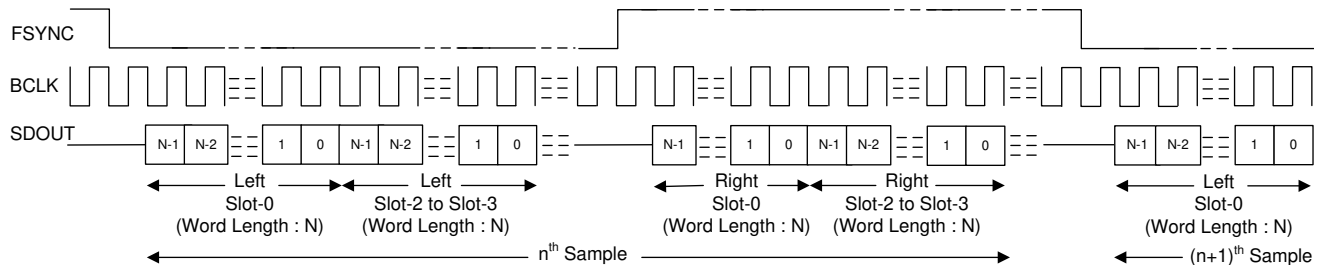 FSYNC
BCLK
SDOUT
N-1 N-2 1 0 N-1 N-2 1 0 N-1 1 0 N-1 N-2 1 0 N-1 N-2 1 0
Left Left Right Right Left
Slot-0 Slot-2 to Slot-3 Slot-0 Slot-2 to Slot-3 Slot-0
(Word Length : N) (Word Length : N) (Word Length : N) (Word Length : N) (Word Length : N)
nth Sample (n+1)th Sample